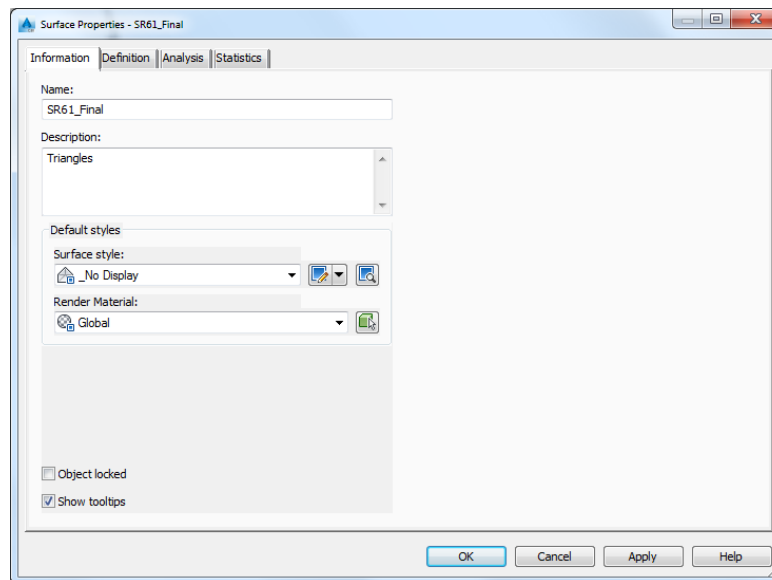 Surface Properties - SR61_Final
Information Definition Analysis Statistics
Name:
SR61_Final
Description:
Triangles
Default styles
Surface style:
_No Display
Render Material:
Global
Object locked
Show tooltips
OK Cancel Apply Help